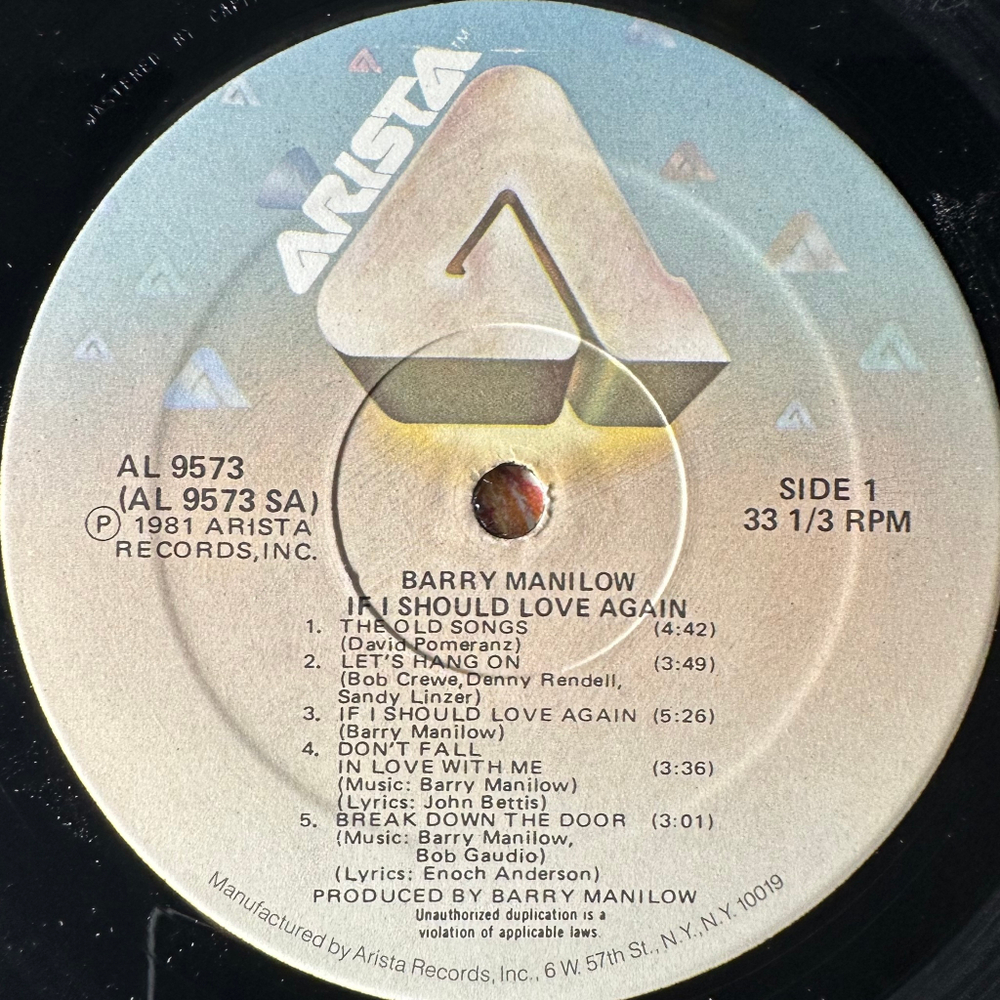 MASTERED BY CAPI
ARISTA™
AL 9573
(AL 9573 SA)
Ⓟ 1981 ARISTA
RECORDS,INC.
SIDE 1
33 1/3 RPM
BARRY MANILOW
IF I SHOULD LOVE AGAIN
1. THE OLD SONGS (4:42)
(David Pomeranz)
2. LET'S HANG ON (3:49)
(Bob Crewe,Denny Rendell,
Sandy Linzer)
3. IF I SHOULD LOVE AGAIN (5:26)
(Barry Manilow)
4. DON'T FALL
IN LOVE WITH ME (3:36)
(Music: Barry Manilow)
(Lyrics: John Bettis)
5. BREAK DOWN THE DOOR (3:01)
(Music: Barry Manilow,
Bob Gaudio)
(Lyrics: Enoch Anderson)
PRODUCED BY BARRY MANILOW
Unauthorized duplication is a
violation of applicable laws.
Manufactured by Arista Records, Inc., 6 W. 57th St., N.Y., N.Y. 10019